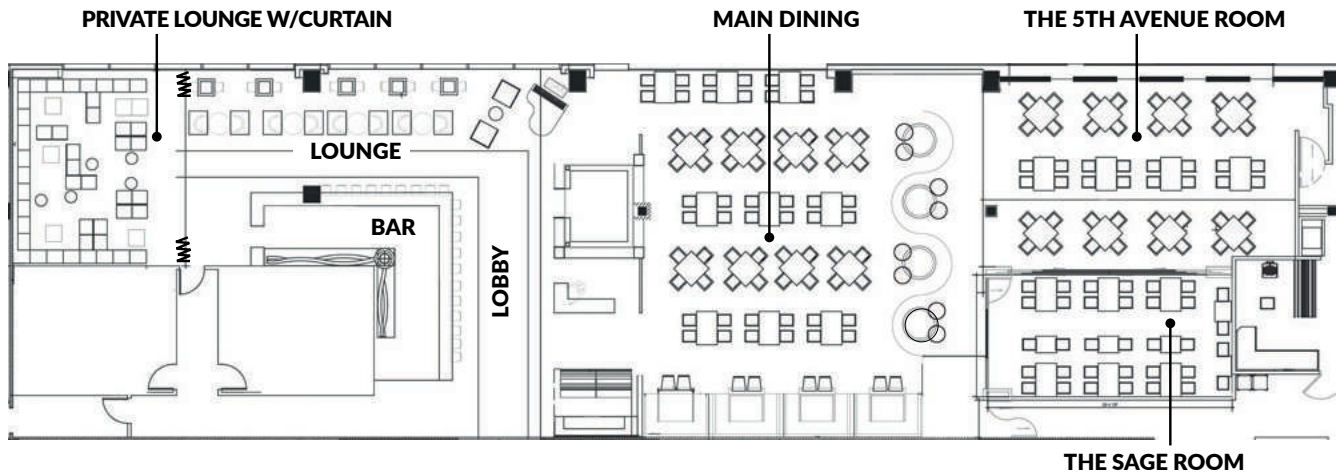 PRIVATE LOUNGE W/CURTAIN
MAIN DINING
THE 5TH AVENUE ROOM
LOUNGE
BAR
LOBBY
THE SAGE ROOM